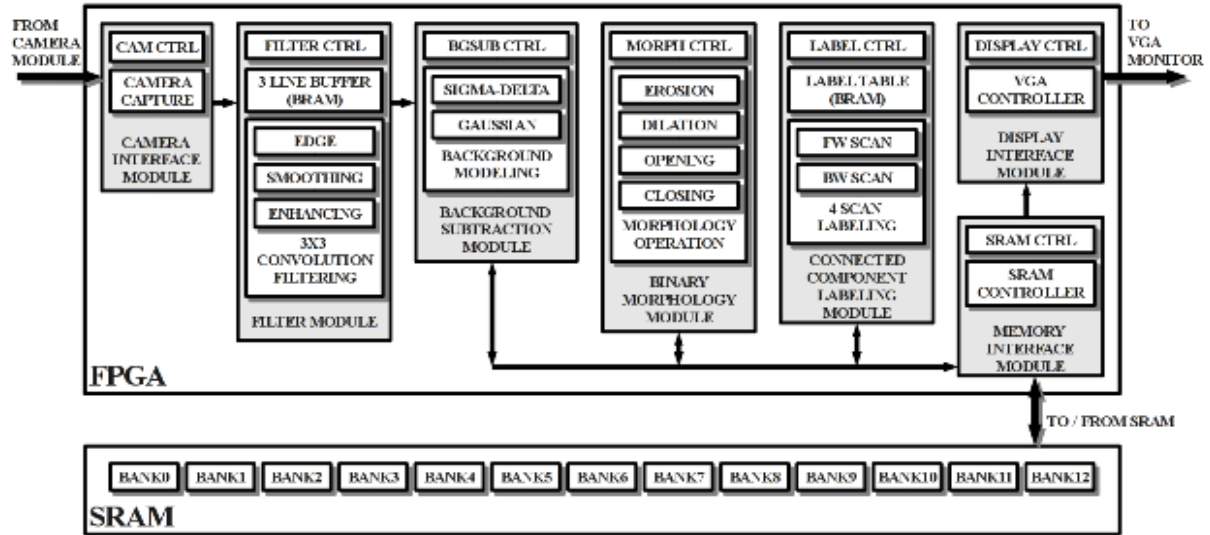 FROM
CAMERA
MODULE
CAM CTRL
CAMERA
CAPTURE
CAMERA
INTERFACE
MODULE
FILTER CTRL
3 LINE BUFFER
(BRAM)
EDGE
SMOOTHING
ENHANCING
3X3
CONVOLUTION
FILTERING
FILTER MODULE
BGSUB CTRL
SIGMA-DELTA
GAUSSIAN
BACKGROUND
MODELING
BACKGROUND
SUBTRACTION
MODULE
MORPH CTRL
EROSION
DILATION
OPENING
CLOSING
MORPHOLOGY
OPERATION
BINARY
MORPHOLOGY
MODULE
LABEL CTRL
LABEL TABLE
(BRAM)
FW SCAN
BW SCAN
4 SCAN
LABELING
CONNECTED
COMPONENT
LABELING
MODULE
DISPLAY CTRL
VGA
CONTROLLER
DISPLAY
INTERFACE
MODULE
TO
VGA
MONITOR
SRAM CTRL
SRAM
CONTROLLER
MEMORY
INTERFACE
MODULE
FPGA
TO / FROM SRAM
BANK0 BANK1 BANK2 BANK3 BANK4 BANK5 BANK6 BANK7 BANK8 BANK9 BANK10 BANK11 BANK12
SRAM